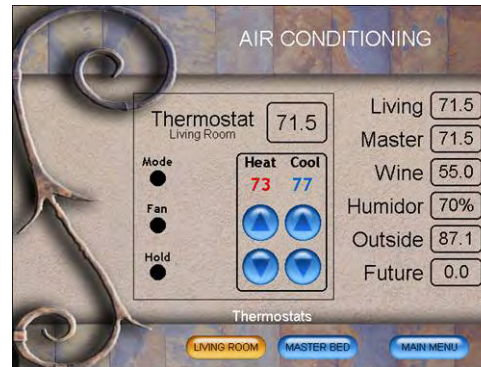 AIR CONDITIONING
Thermostat 71.5
Living Room
Mode
Fan
Hold
Heat Cool
73 77
Living 71.5
Master 71.5
Wine 55.0
Humidor 70%
Outside 87.1
Future 0.0
Thermostats
LIVING ROOM MASTER BED MAIN MENU